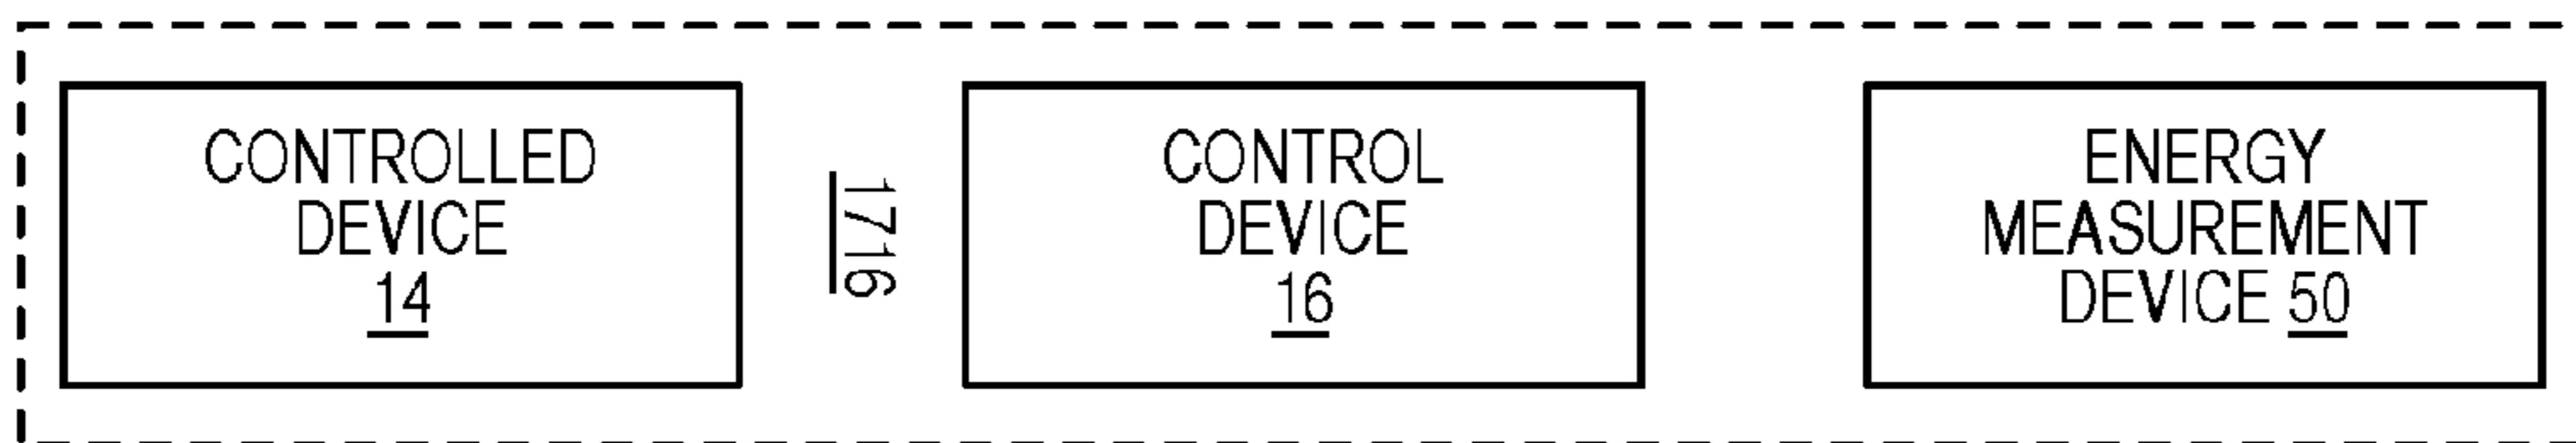 CONTROLLED
DEVICE
14
1716
CONTROL
DEVICE
16
ENERGY
MEASUREMENT
DEVICE 50